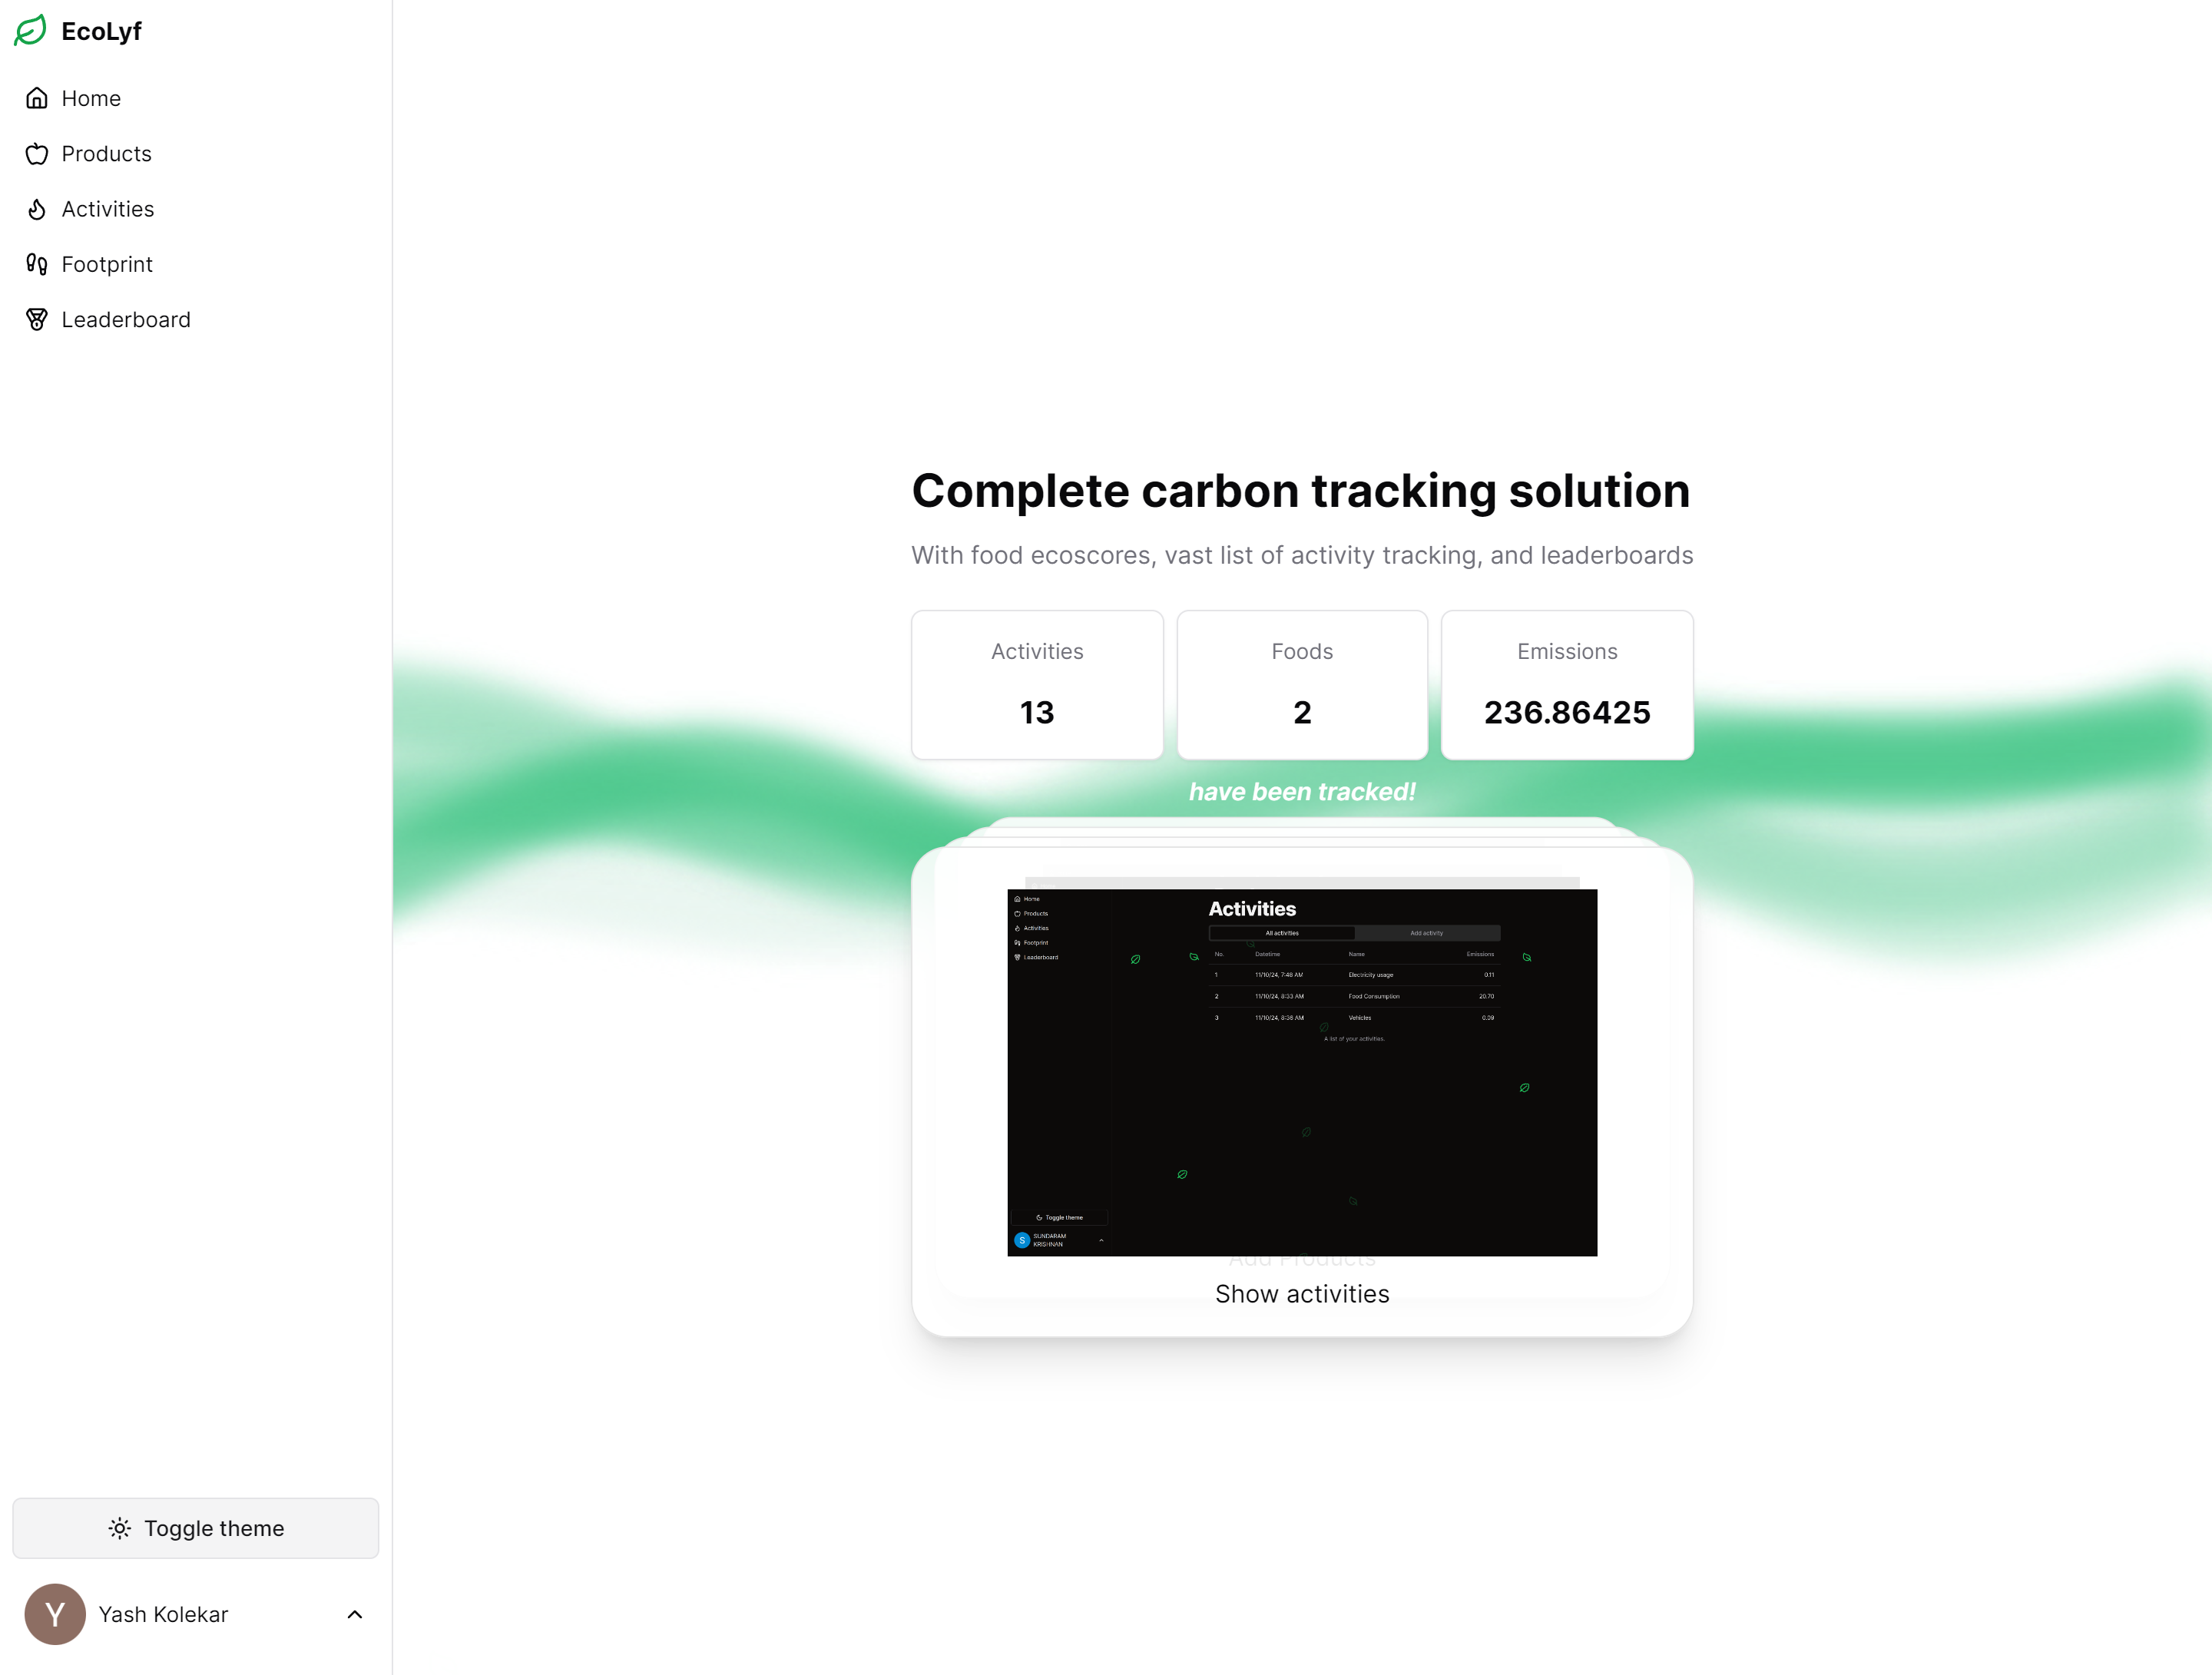 EcoLyf
Home
Products
Activities
Footprint
Leaderboard
Toggle theme
Y
Yash Kolekar
Complete carbon tracking solution
With food ecoscores, vast list of activity tracking, and leaderboards
Activities
13
Foods
2
Emissions
236.86425
have been tracked!
Home
Products
Activities
Footprint
Leaderboard
Toggle theme
S
SUNDARAM
KRISHNAN
Activities
All activities
Add activity
No. Datetime Name Emissions
1 11/10/24, 7:48 AM Electricity usage 0.11
2 11/10/24, 8:33 AM Food Consumption 20.70
3 11/10/24, 8:36 AM Vehicles 0.09
A list of your activities.
Add Products
Show activities